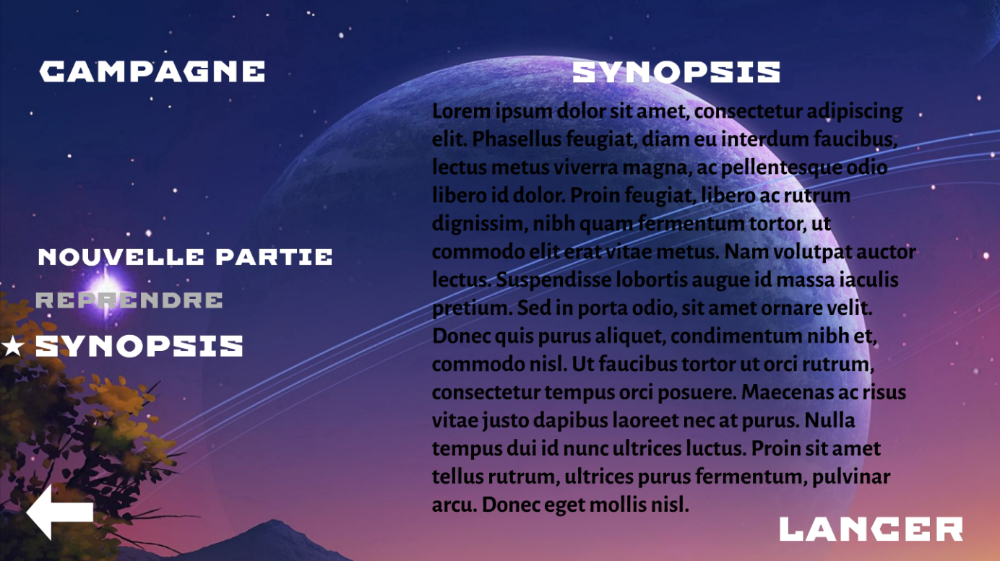 CAMPAGNE
NOUVELLE PARTIE
REPRENDRE
SYNOPSIS
SYNOPSIS
Lorem ipsum dolor sit amet, consectetur adipiscing
elit. Phasellus feugiat, diam eu interdum faucibus,
lectus metus viverra magna, ac pellentesque odio
libero id dolor. Proin feugiat, libero ac rutrum
dignissim, nibh quam fermentum tortor, ut
commodo elit erat vitae metus. Nam volutpat auctor
lectus. Suspendisse lobortis augue id massa iaculis
pretium. Sed in porta odio, sit amet ornare velit.
Donec quis purus aliquet, condimentum nibh et,
commodo nisl. Ut faucibus tortor ut orci rutrum,
consectetur tempus orci posuere. Maecenas ac risus
vitae justo dapibus laoreet nec at purus. Nulla
tempus dui id nunc ultrices luctus. Proin sit amet
tellus rutrum, ultrices purus fermentum, pulvinar
arcu. Donec eget mollis nisl.
LANCER